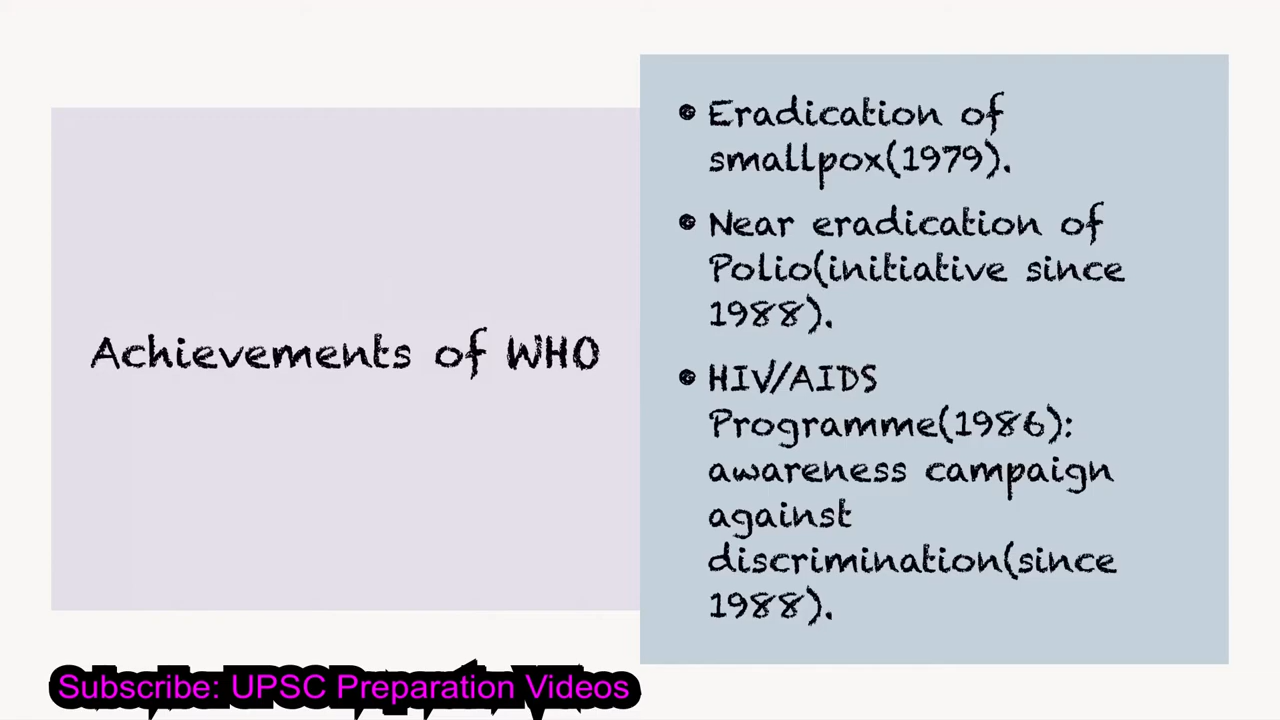 Achievements of WHO
• Eradication of
smallpox(1979).
• Near eradication of
Polio(initiative since
1988).
• HIV/AIDS
Programme(1986):
awareness campaign
against
discrimination(since
1988).
Subscribe: UPSC Preparation Videos